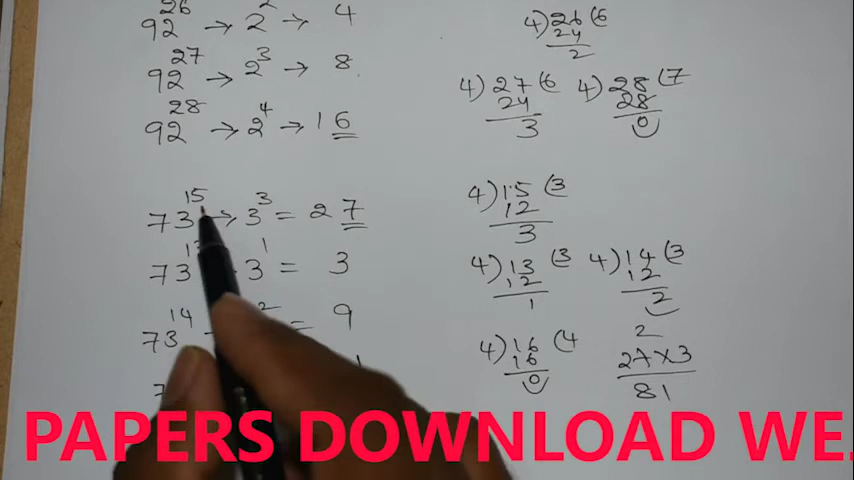 92^26 → 2^2 → 4
92^27 → 2^3 → 8
92^28 → 2^4 → 16
73^15 → 3^3 = 27
73^13 3^1 = 3
73^14 = 9
4) 26 (6
24
2
4) 27 (6
24
3
4) 28 (7
28
0
4) 15 (3
12
3
4) 13 (3
12
1
4) 14 (3
12
2
4) 16 (4
16
0
2
27×3
81
PAPERS DOWNLOAD WE.